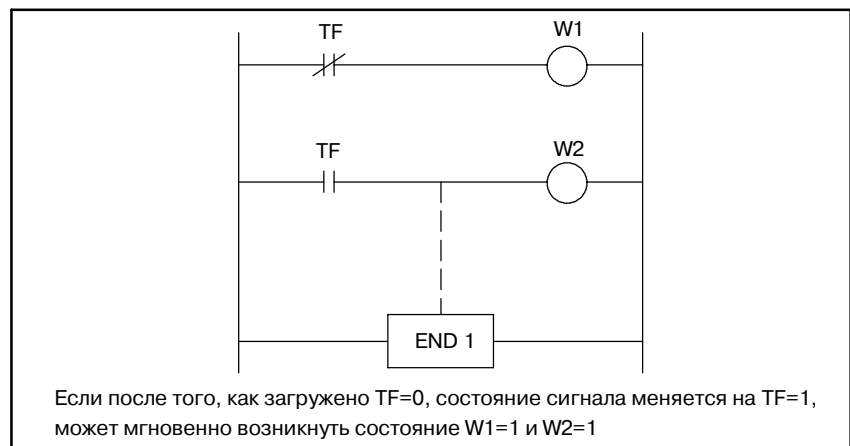 TF
W1
TF
W2
END 1
Если после того, как загружено TF=0, состояние сигнала меняется на TF=1,
может мгновенно возникнуть состояние W1=1 и W2=1